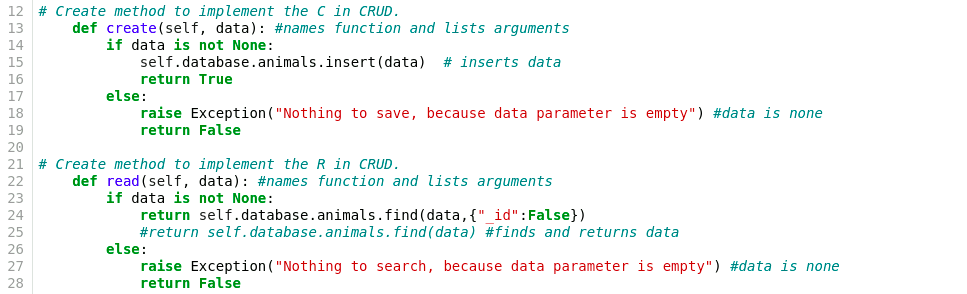 12 # Create method to implement the C in CRUD.
13     def create(self, data): #names function and lists arguments
14         if data is not None:
15             self.database.animals.insert(data)  # inserts data
16             return True
17         else:
18             raise Exception("Nothing to save, because data parameter is empty") #data is none
19             return False
20
21 # Create method to implement the R in CRUD.
22     def read(self, data): #names function and lists arguments
23         if data is not None:
24             return self.database.animals.find(data,{"_id":False})
25             #return self.database.animals.find(data) #finds and returns data
26         else:
27             raise Exception("Nothing to search, because data parameter is empty") #data is none
28             return False